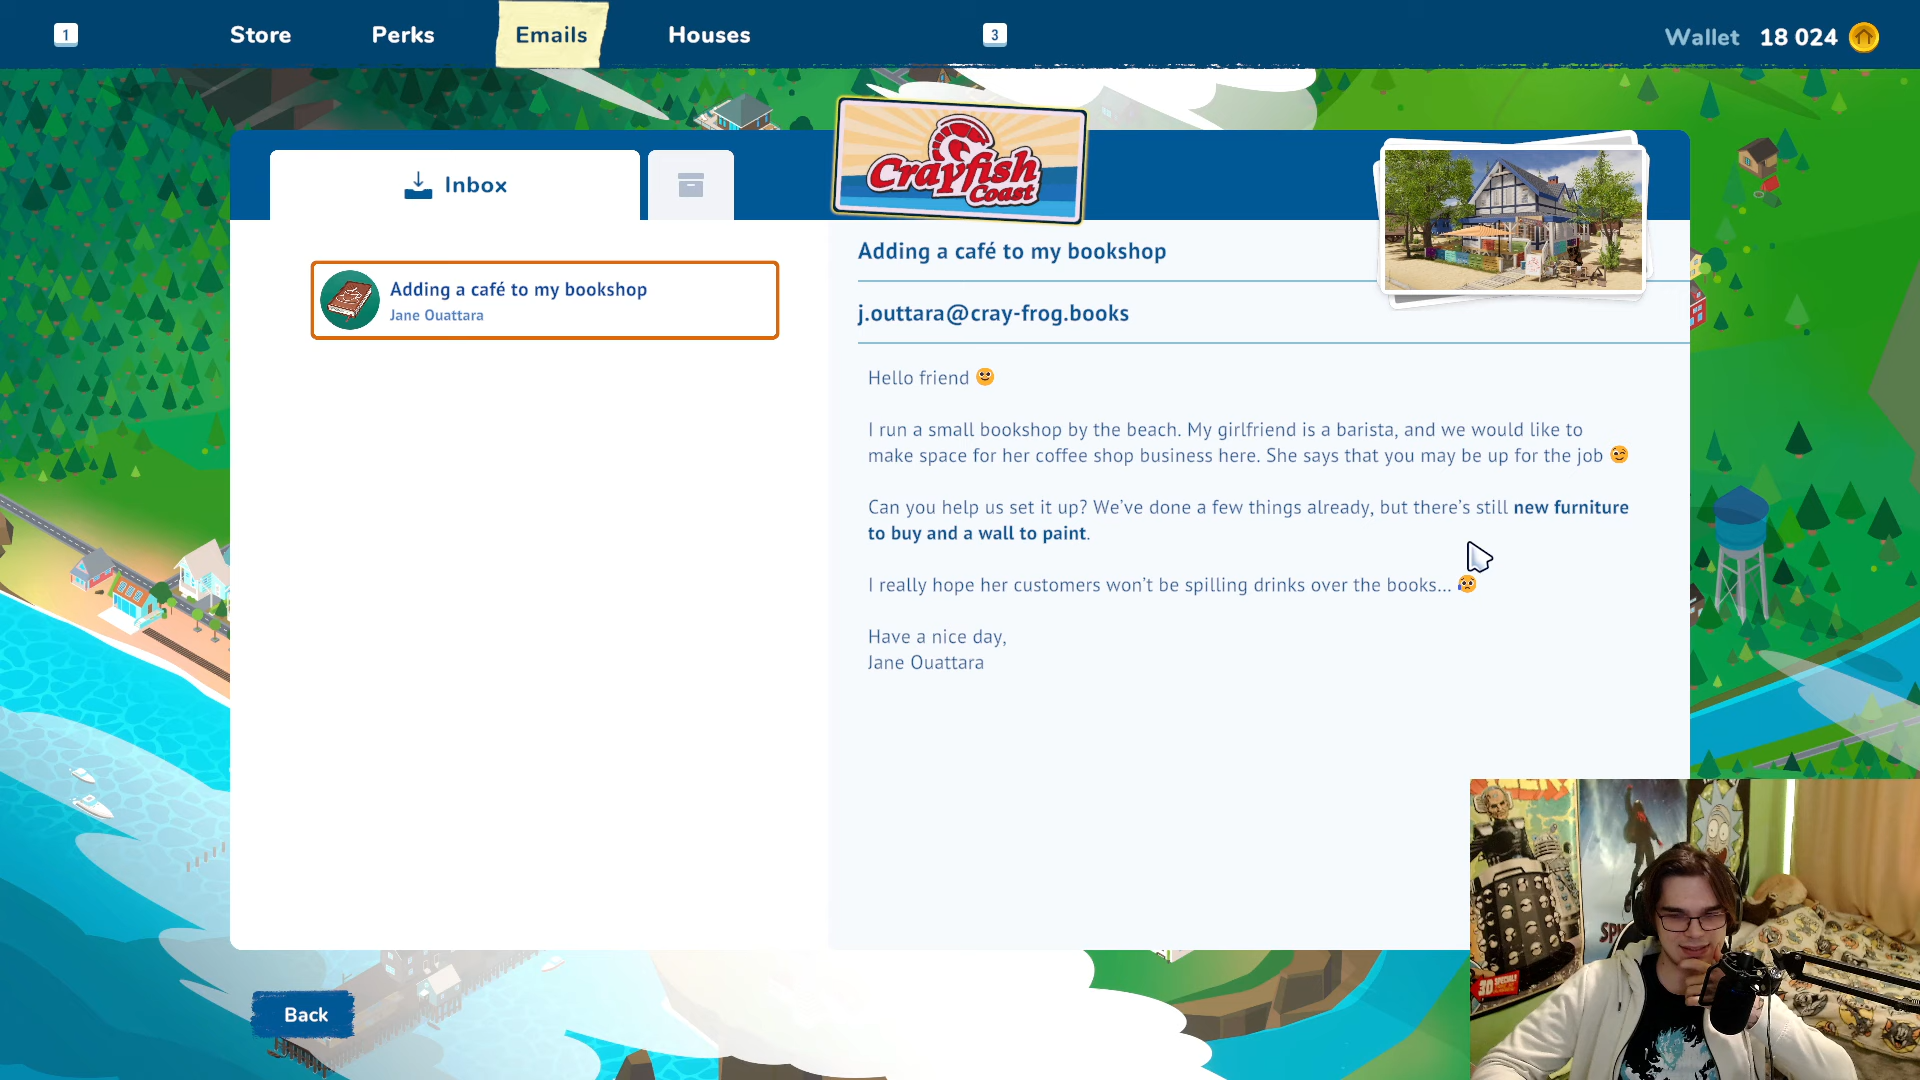 1
Store
Perks
Emails
Houses
3
Wallet 18 024
Inbox
Crayfish
Coast
Adding a café to my bookshop
Jane Ouattara
Adding a café to my bookshop
j.outtara@cray-frog.books
Hello friend
I run a small bookshop by the beach. My girlfriend is a barista, and we would like to
make space for her coffee shop business here. She says that you may be up for the job
Can you help us set it up? We've done a few things already, but there's still new furniture
to buy and a wall to paint.
I really hope her customers won't be spilling drinks over the books...
Have a nice day,
Jane Ouattara
Back